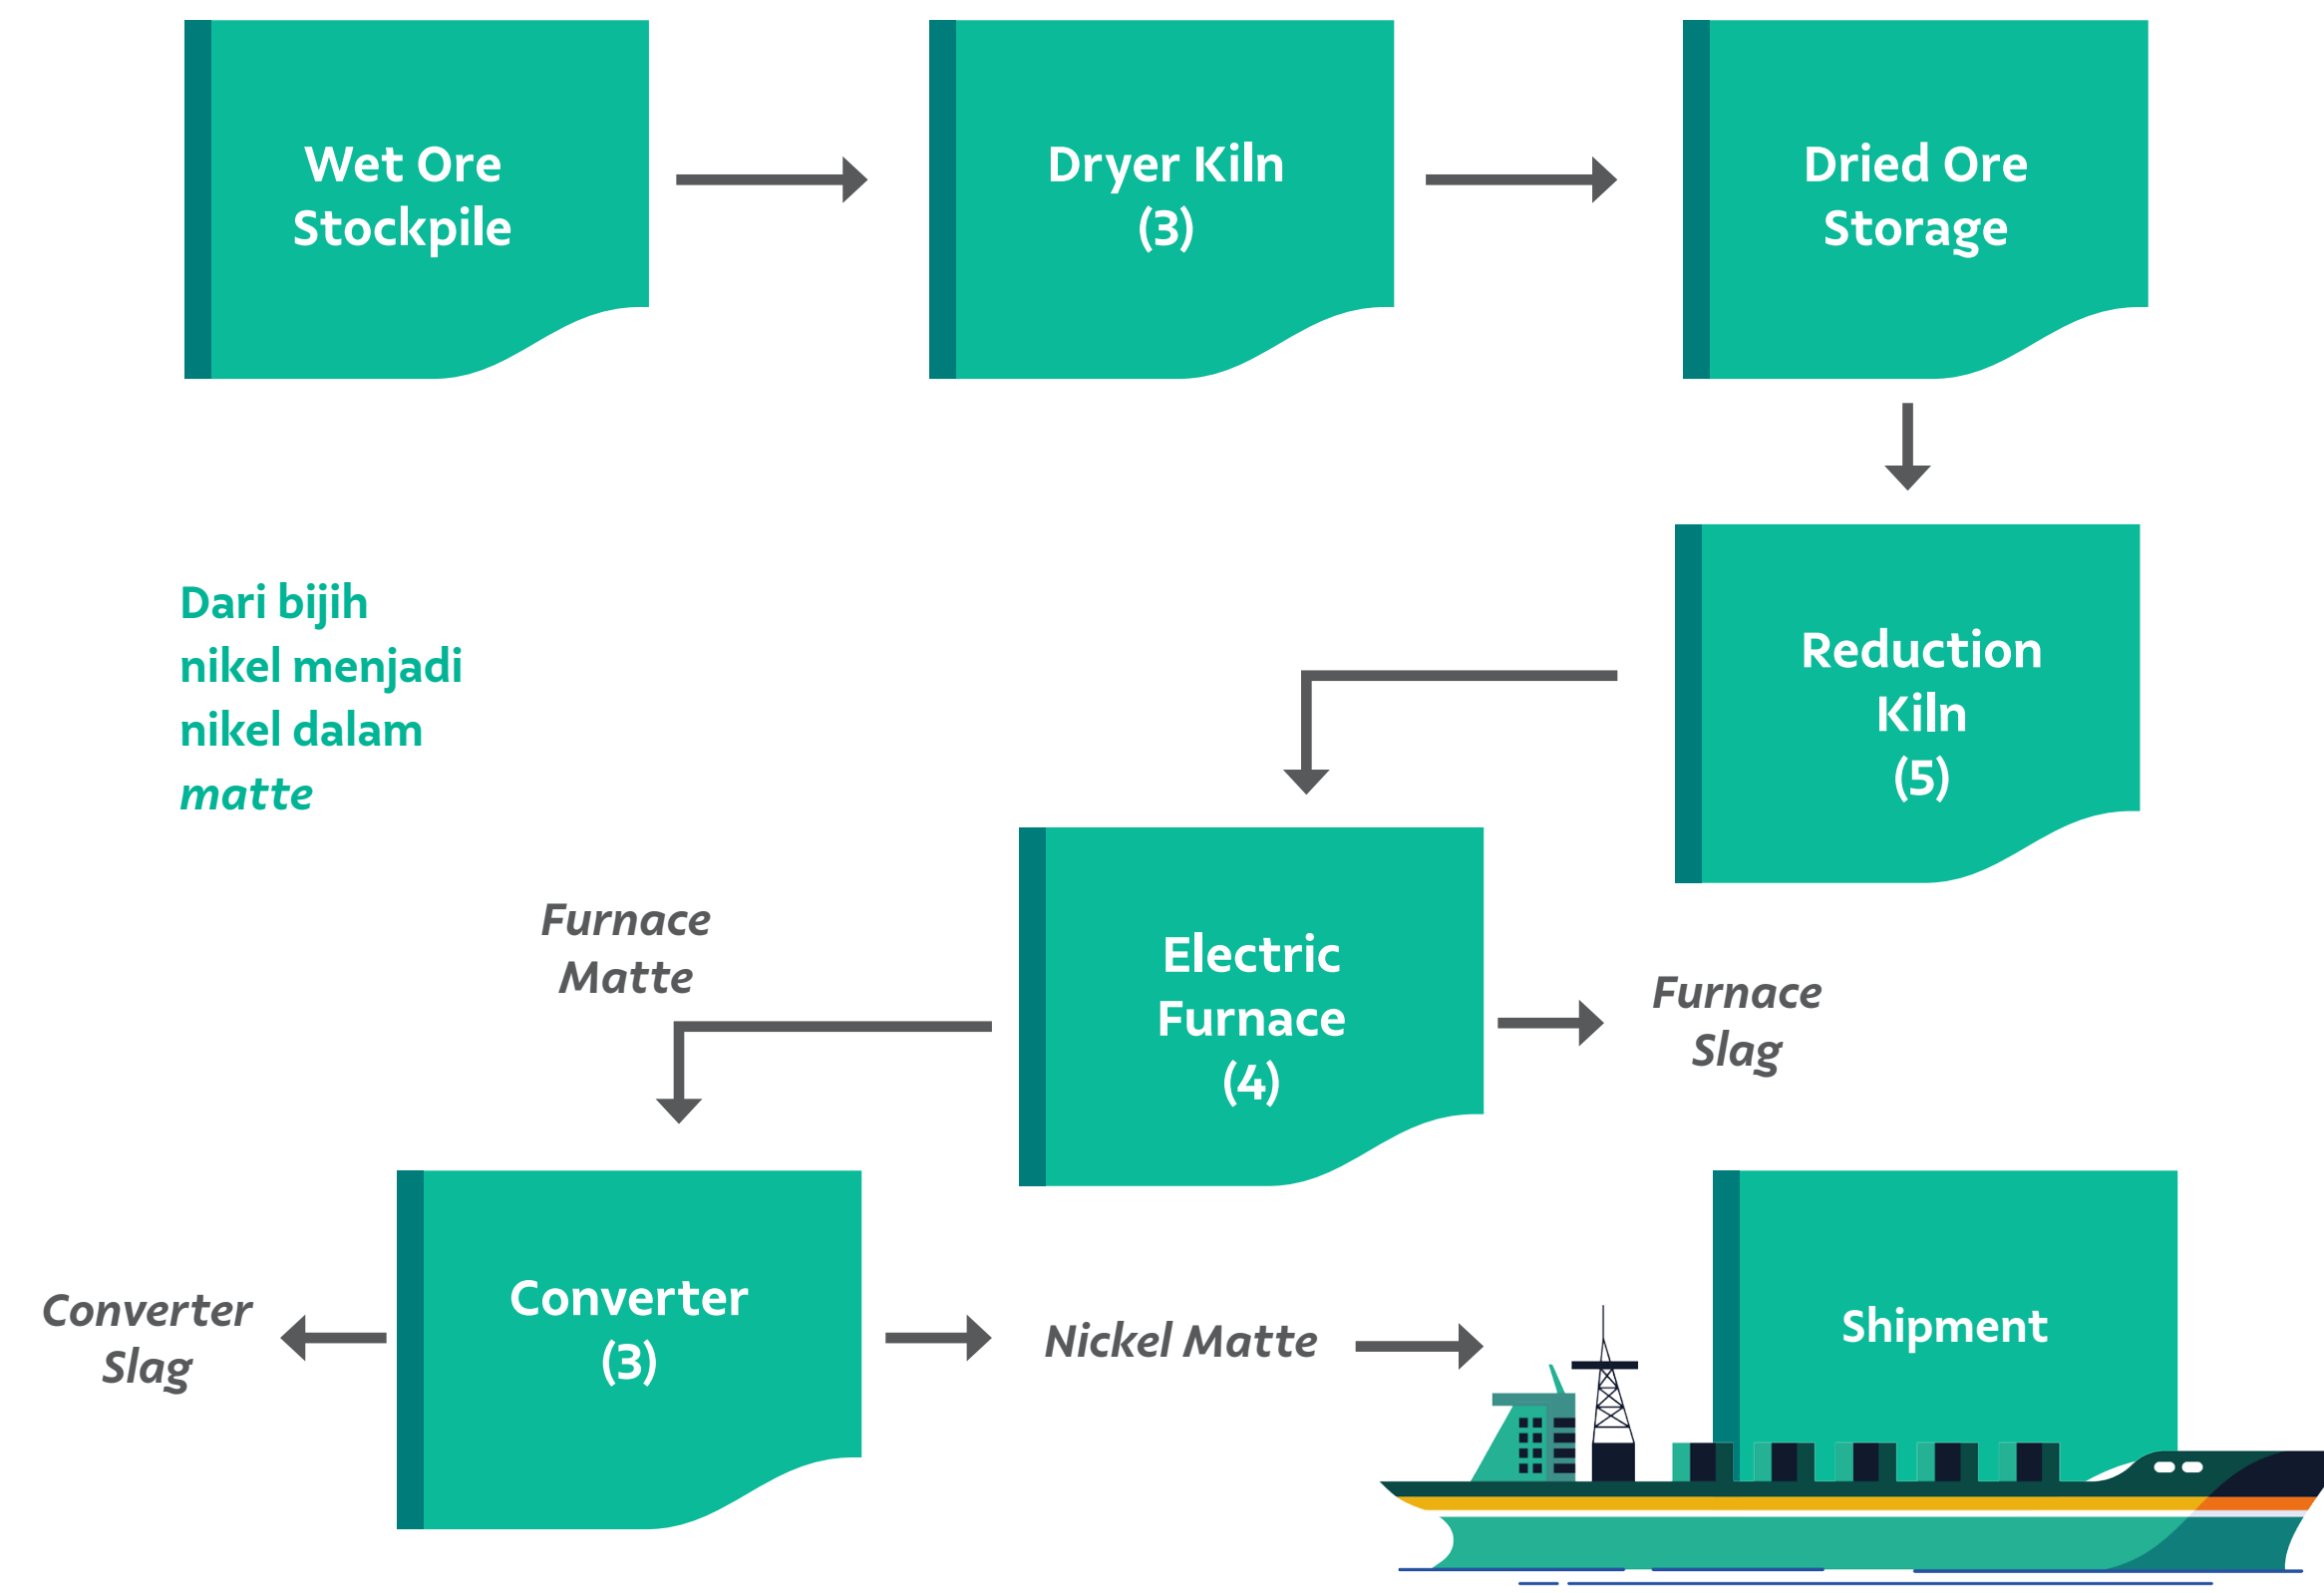 Wet Ore
Stockpile
Dryer Kiln
(3)
Dried Ore
Storage
Dari bijih
nikel menjadi
nikel dalam
matte
Reduction
Kiln
(5)
Furnace
Matte
Electric
Furnace
(4)
Furnace
Slag
Converter
Slag
Converter
(3)
Nickel Matte
Shipment